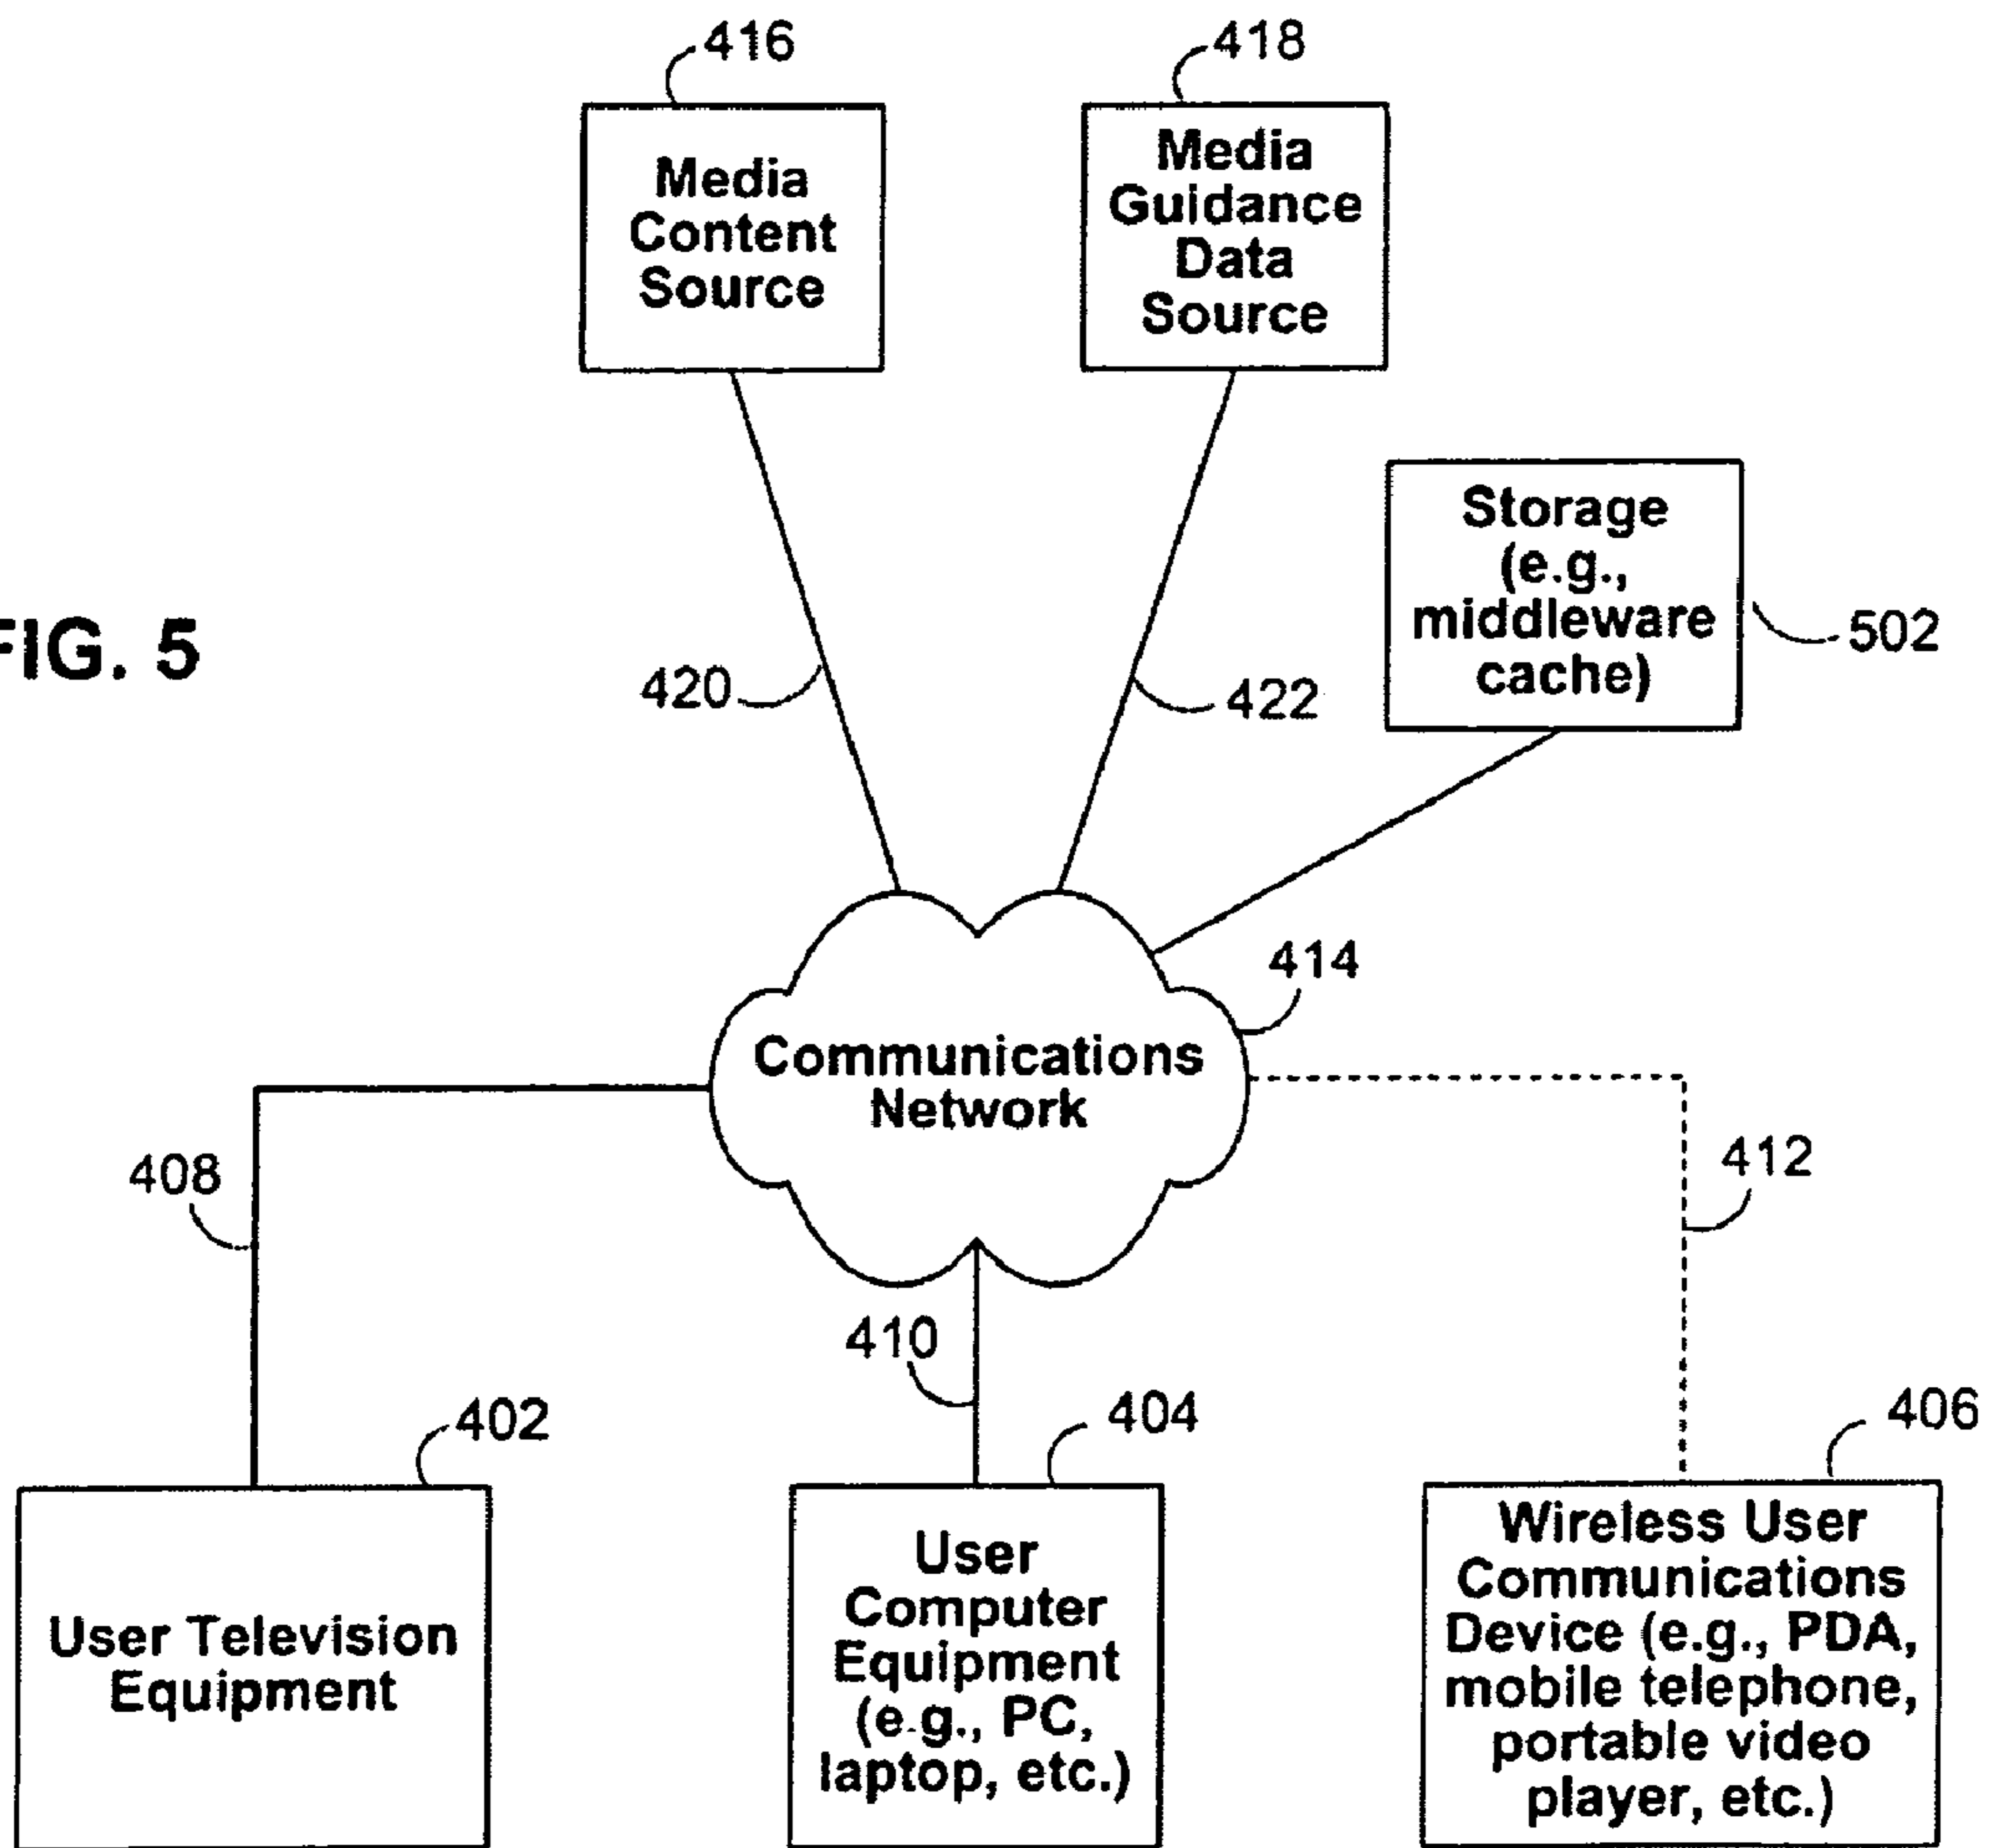 416
418
Media
Content
Source
Media
Guidance
Data
Source
Storage
(e.g.,
middleware
cache)
502
FIG. 5
420
422
414
Communications
Network
408
412
410
402
404
406
User Television
Equipment
User
Computer
Equipment
(e.g., PC,
laptop, etc.)
Wireless User
Communications
Device (e.g., PDA,
mobile telephone,
portable video
player, etc.)